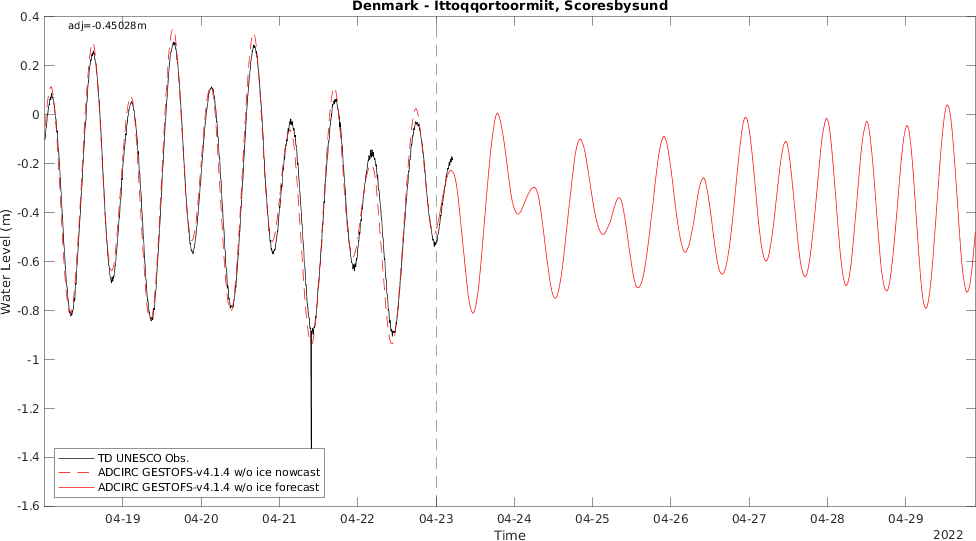 Denmark - Ittoqqortoormiit, Scoresbysund
adj=-0.45028m
0.4
0.2
0
-0.2
-0.4
-0.6
-0.8
-1
-1.2
-1.4
-1.6
Water Level (m)
TD UNESCO Obs.
ADCIRC GESTOFS-v4.1.4 w/o ice nowcast
ADCIRC GESTOFS-v4.1.4 w/o ice forecast
04-19 04-20 04-21 04-22 04-23 04-24 04-25 04-26 04-27 04-28 04-29
Time
2022